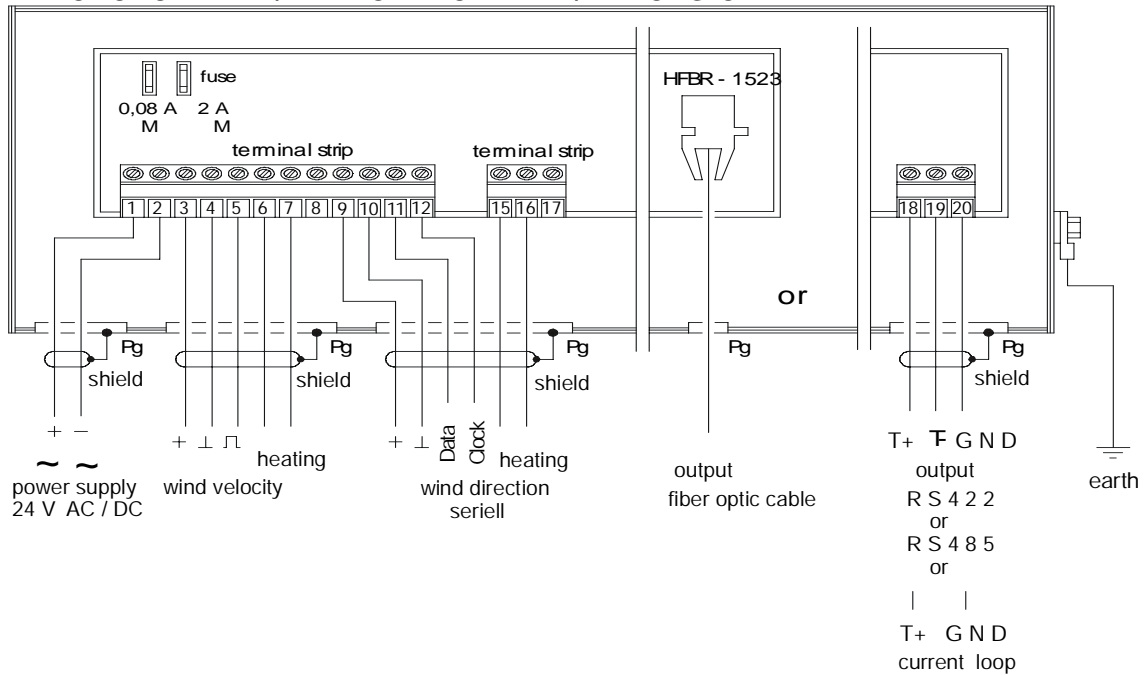 fuse
0,08 A 2 A
M M
HFBR - 1523
terminal strip terminal strip
1 2 3 4 5 6 7 8 9 10 11 12 15 16 17 18 19 20
or
Pg Pg Pg Pg
shield shield shield shield
+ − + ⊥ ⊓ + ⊥ Data Clock
~ ~
heating heating
power supply
24 V AC / DC
wind velocity
wind direction
seriell
output
fiber optic cable
T+ T- GND
output
RS422
or
RS485
or
T+ GND
current loop
earth